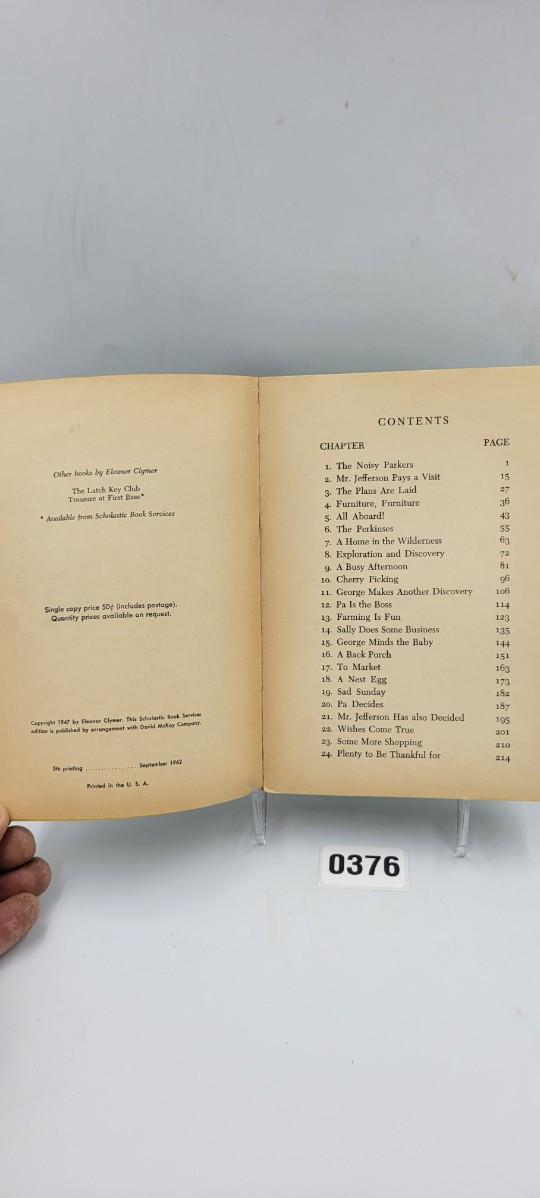 Other books by Eleanor Clymer
The Latch Key Club
Treasure at First Base*
* Available from Scholastic Book Services
Single copy price 50¢ (includes postage).
Quantity prices available on request.
Copyright 1947 by Eleanor Clymer. This Scholastic Book Services
edition is published by arrangement with David McKay Company.
5th printing ................ September 1962
Printed in the U. S. A.
CONTENTS
CHAPTER PAGE
1. The Noisy Parkers 1
2. Mr. Jefferson Pays a Visit 15
3. The Plans Are Laid 27
4. Furniture, Furniture 36
5. All Aboard! 43
6. The Perkinses 55
7. A Home in the Wilderness 63
8. Exploration and Discovery 72
9. A Busy Afternoon 81
10. Cherry Picking 96
11. George Makes Another Discovery 106
12. Pa Is the Boss 114
13. Farming Is Fun 123
14. Sally Does Some Business 135
15. George Minds the Baby 144
16. A Back Porch 151
17. To Market 163
18. A Nest Egg 173
19. Sad Sunday 182
20. Pa Decides 187
21. Mr. Jefferson Has also Decided 195
22. Wishes Come True 201
23. Some More Shopping 210
24. Plenty to Be Thankful for 214
0376